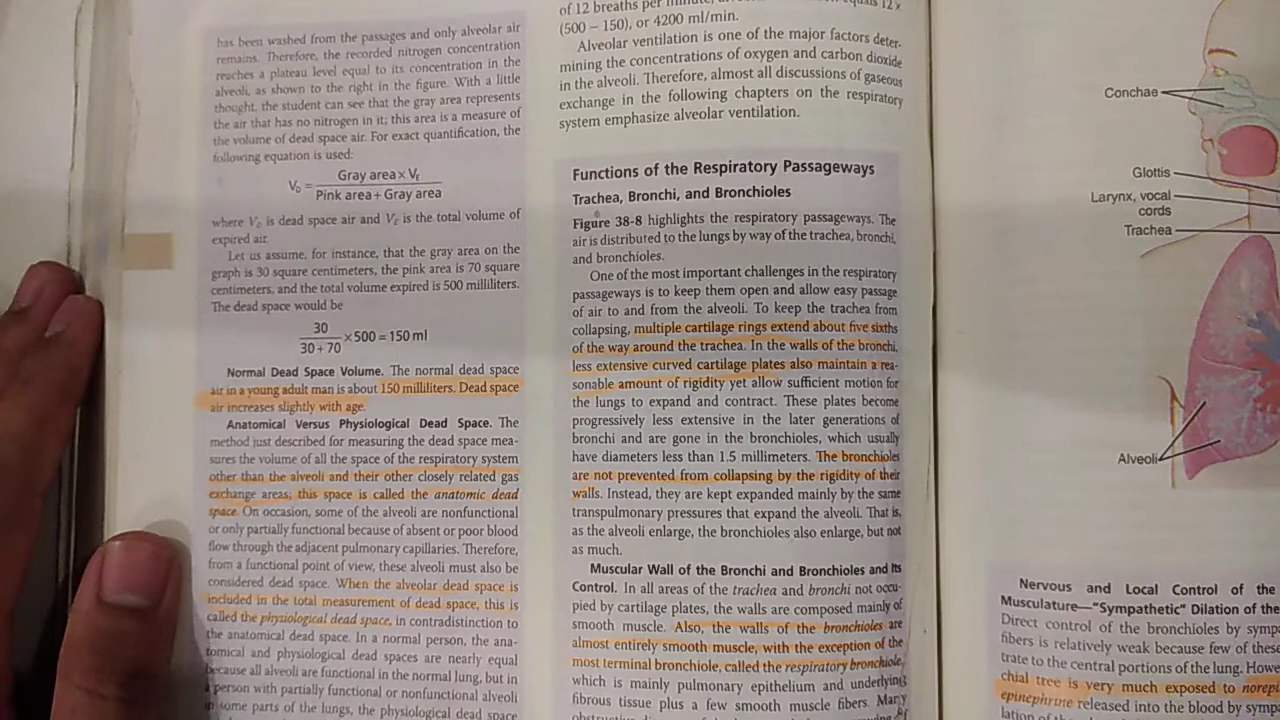 has been washed from the passages and only alveolar air
remains. Therefore, the recorded nitrogen concentration
reaches a plateau level equal to its concentration in the
alveoli, as shown to the right in the figure. With a little
thought, the student can see that the gray area represents
the air that has no nitrogen in it; this area is a measure of
the volume of dead space air. For exact quantification, the
following equation is used:
V_D = Gray area × V_E / Pink area + Gray area
where V_D is dead space air and V_E is the total volume of
expired air.
Let us assume, for instance, that the gray area on the
graph is 30 square centimeters, the pink area is 70 square
centimeters, and the total volume expired is 500 milliliters.
The dead space would be
30 / 30 + 70 × 500 = 150 ml
Normal Dead Space Volume. The normal dead space
air in a young adult man is about 150 milliliters. Dead space
air increases slightly with age.
Anatomical Versus Physiological Dead Space. The
method just described for measuring the dead space mea-
sures the volume of all the space of the respiratory system
other than the alveoli and their other closely related gas
exchange areas; this space is called the anatomic dead
space. On occasion, some of the alveoli are nonfunctional
or only partially functional because of absent or poor blood
flow through the adjacent pulmonary capillaries. Therefore,
from a functional point of view, these alveoli must also be
considered dead space. When the alveolar dead space is
included in the total measurement of dead space, this is
called the physiological dead space, in contradistinction to
the anatomical dead space. In a normal person, the ana-
tomical and physiological dead spaces are nearly equal
because all alveoli are functional in the normal lung, but in
a person with partially functional or nonfunctional alveoli
in some parts of the lungs, the physiological dead space
of 12 breaths per minute, equals 12 ×
(500 – 150), or 4200 ml/min.
Alveolar ventilation is one of the major factors deter-
mining the concentrations of oxygen and carbon dioxide
in the alveoli. Therefore, almost all discussions of gaseous
exchange in the following chapters on the respiratory
system emphasize alveolar ventilation.
Functions of the Respiratory Passageways
Trachea, Bronchi, and Bronchioles
Figure 38-8 highlights the respiratory passageways. The
air is distributed to the lungs by way of the trachea, bronchi,
and bronchioles.
One of the most important challenges in the respiratory
passageways is to keep them open and allow easy passage
of air to and from the alveoli. To keep the trachea from
collapsing, multiple cartilage rings extend about five sixths
of the way around the trachea. In the walls of the bronchi,
less extensive curved cartilage plates also maintain a rea-
sonable amount of rigidity yet allow sufficient motion for
the lungs to expand and contract. These plates become
progressively less extensive in the later generations of
bronchi and are gone in the bronchioles, which usually
have diameters less than 1.5 millimeters. The bronchioles
are not prevented from collapsing by the rigidity of their
walls. Instead, they are kept expanded mainly by the same
transpulmonary pressures that expand the alveoli. That is,
as the alveoli enlarge, the bronchioles also enlarge, but not
as much.
Muscular Wall of the Bronchi and Bronchioles and Its
Control. In all areas of the trachea and bronchi not occu-
pied by cartilage plates, the walls are composed mainly of
smooth muscle. Also, the walls of the bronchioles are
almost entirely smooth muscle, with the exception of the
most terminal bronchiole, called the respiratory bronchiole,
which is mainly pulmonary epithelium and underlying
fibrous tissue plus a few smooth muscle fibers. Many
Conchae
Glottis
Larynx, vocal
cords
Trachea
Alveoli
Nervous and Local Control of the
Musculature—"Sympathetic" Dilation of the
Direct control of the bronchioles by symp
fibers is relatively weak because few of these
trate to the central portions of the lung. Howe
chial tree is very much exposed to norepi
epinephrine released into the blood by symp
lation of the